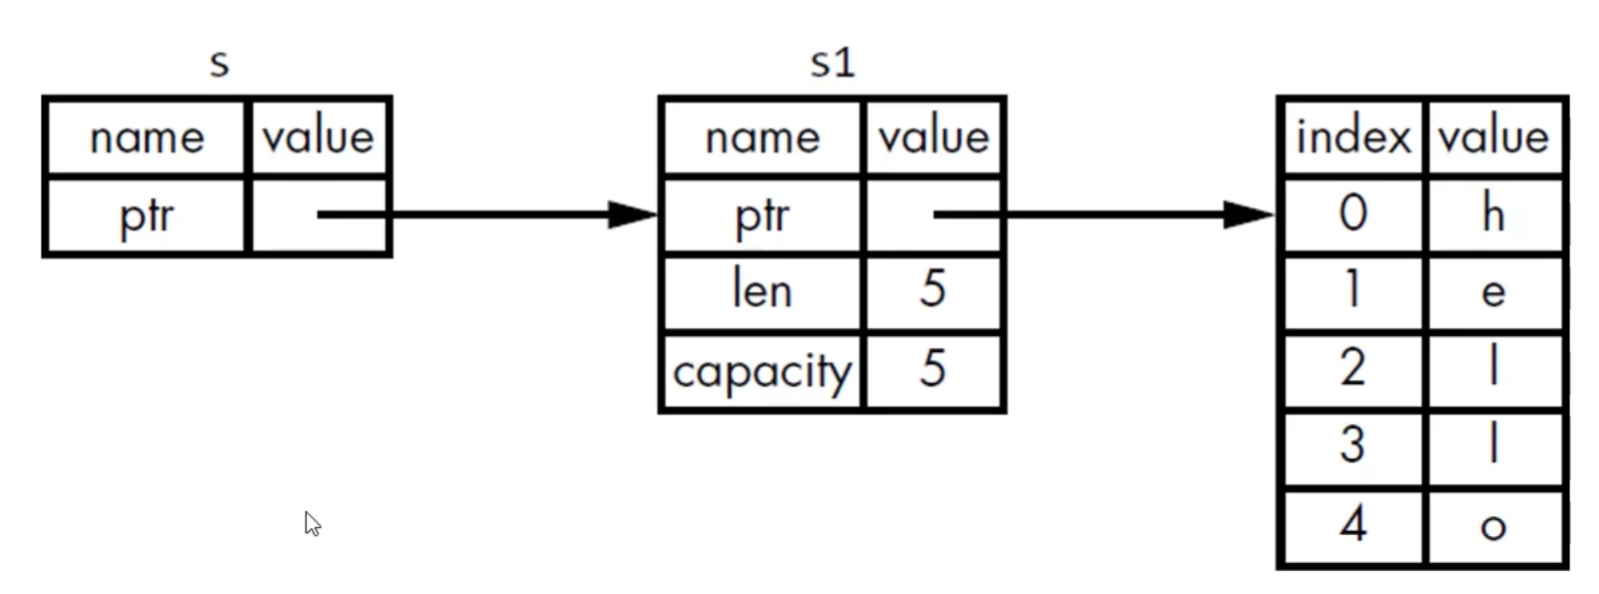 s
name value
ptr
s1
name value
ptr
len 5
capacity 5
index value
0 h
1 e
2 l
3 l
4 o